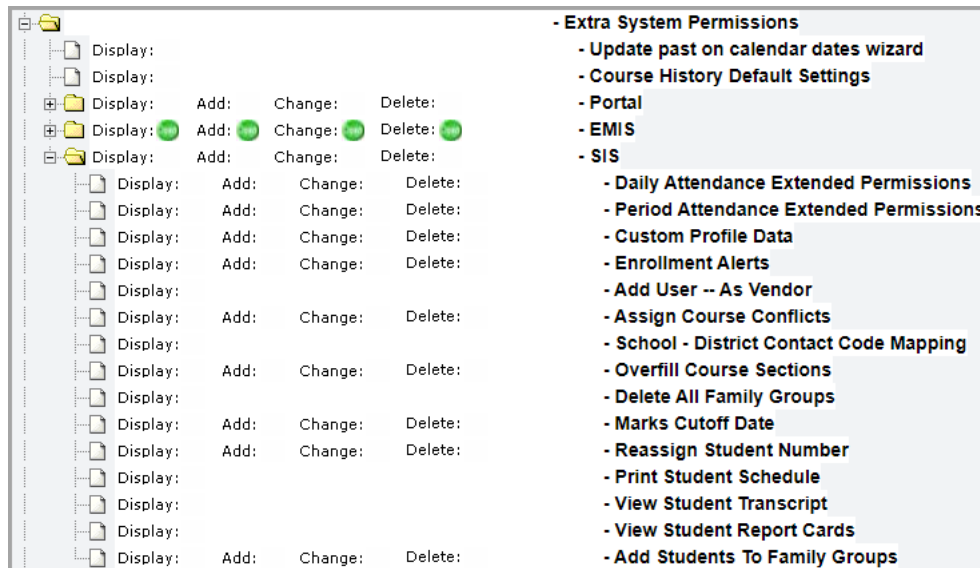 - Extra System Permissions
Display: - Update past on calendar dates wizard
Display: - Course History Default Settings
Display: Add: Change: Delete: - Portal
Display: Add: Change: Delete: - EMIS
Display: Add: Change: Delete: - SIS
Display: Add: Change: Delete: - Daily Attendance Extended Permissions
Display: Add: Change: Delete: - Period Attendance Extended Permissions
Display: Add: Change: Delete: - Custom Profile Data
Display: Add: Change: Delete: - Enrollment Alerts
Display: - Add User -- As Vendor
Display: Add: Change: Delete: - Assign Course Conflicts
Display: - School - District Contact Code Mapping
Display: Add: Change: Delete: - Overfill Course Sections
Display: - Delete All Family Groups
Display: Add: Change: Delete: - Marks Cutoff Date
Display: Add: Change: Delete: - Reassign Student Number
Display: - Print Student Schedule
Display: - View Student Transcript
Display: - View Student Report Cards
Display: Add: Change: Delete: - Add Students To Family Groups